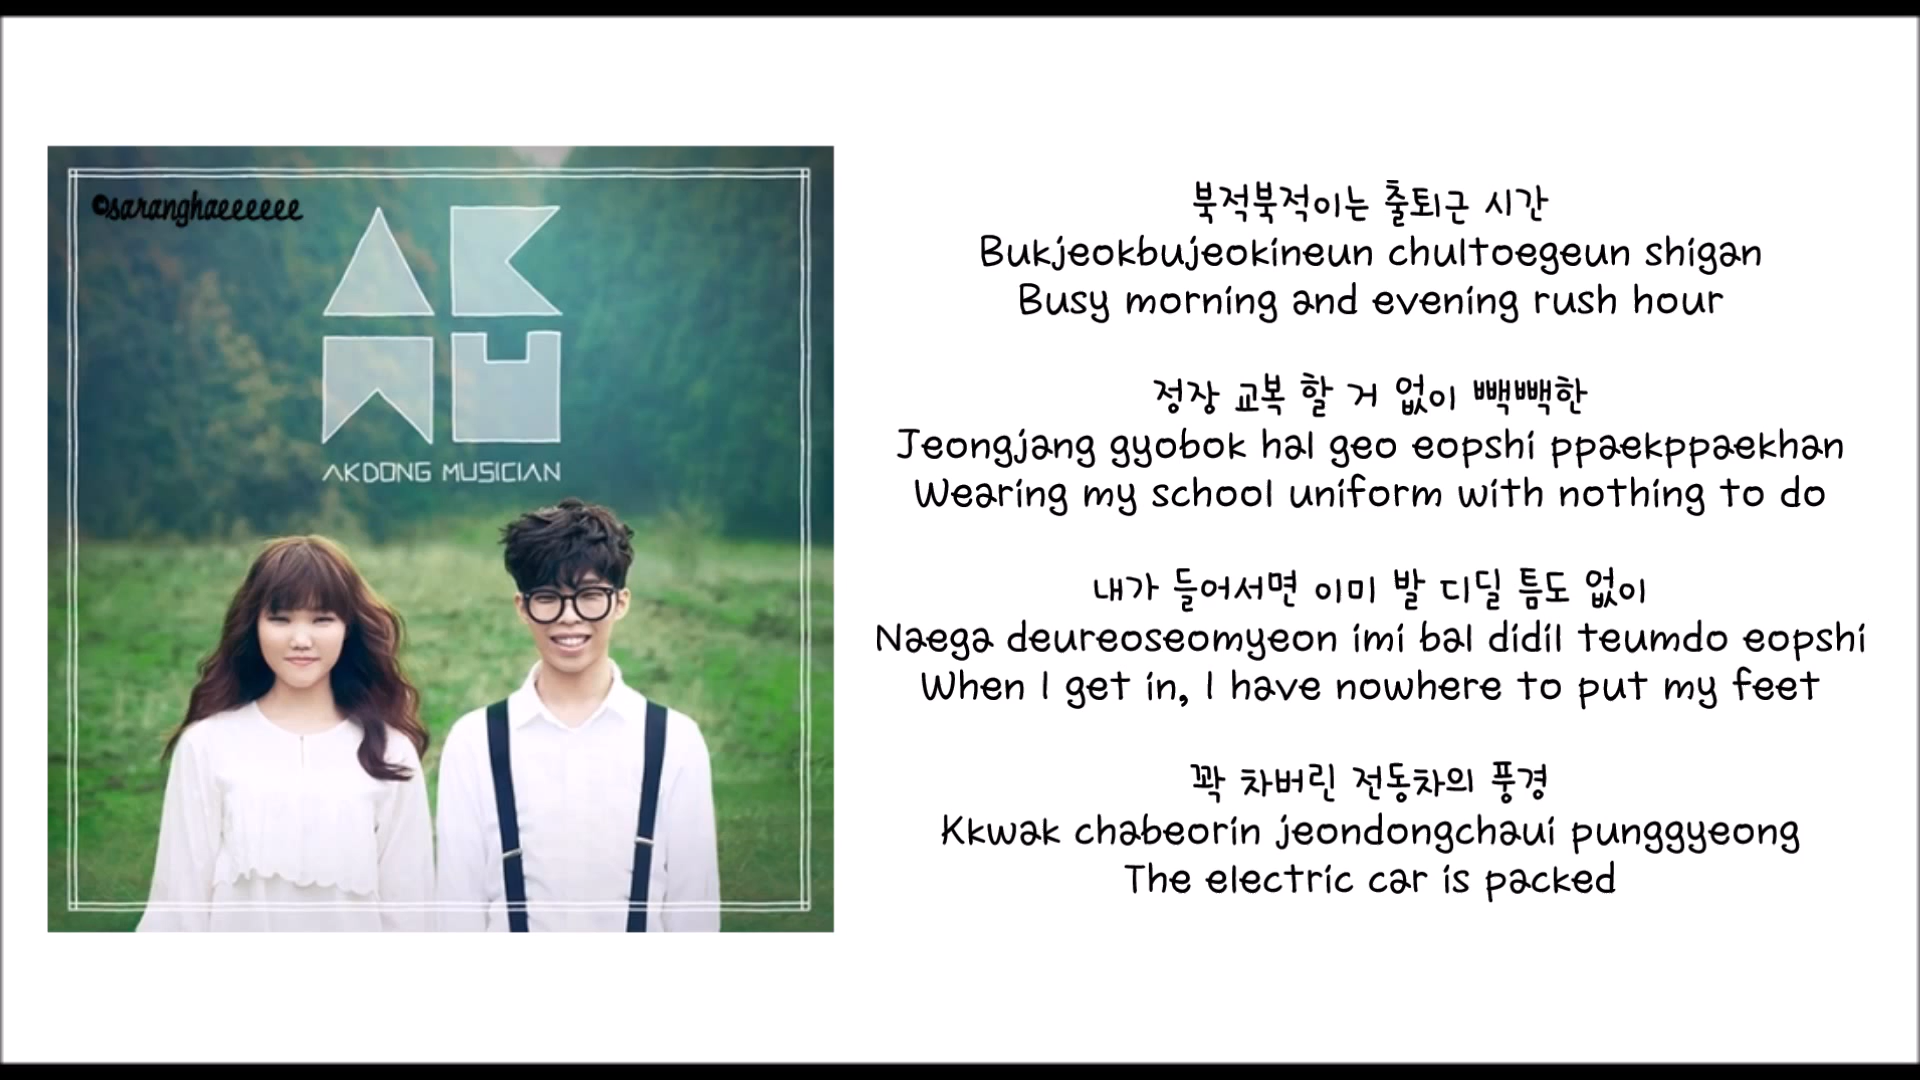 ©saranghaeeeeee
AKMU
AKDONG MUSICIAN
북적북적이는 출퇴근 시간
Bukjeokbujeokineun chultoegeun shigan
Busy morning and evening rush hour
정장 교복 할 거 없이 빽빽한
Jeongjang gyobok hal geo eopshi ppaekppaekhan
Wearing my school uniform with nothing to do
내가 들어서면 이미 발 디딜 틈도 없이
Naega deureoseomyeon imi bal didil teumdo eopshi
When I get in, I have nowhere to put my feet
꽉 차버린 전동차의 풍경
Kkwak chabeorin jeondongchaui punggyeong
The electric car is packed